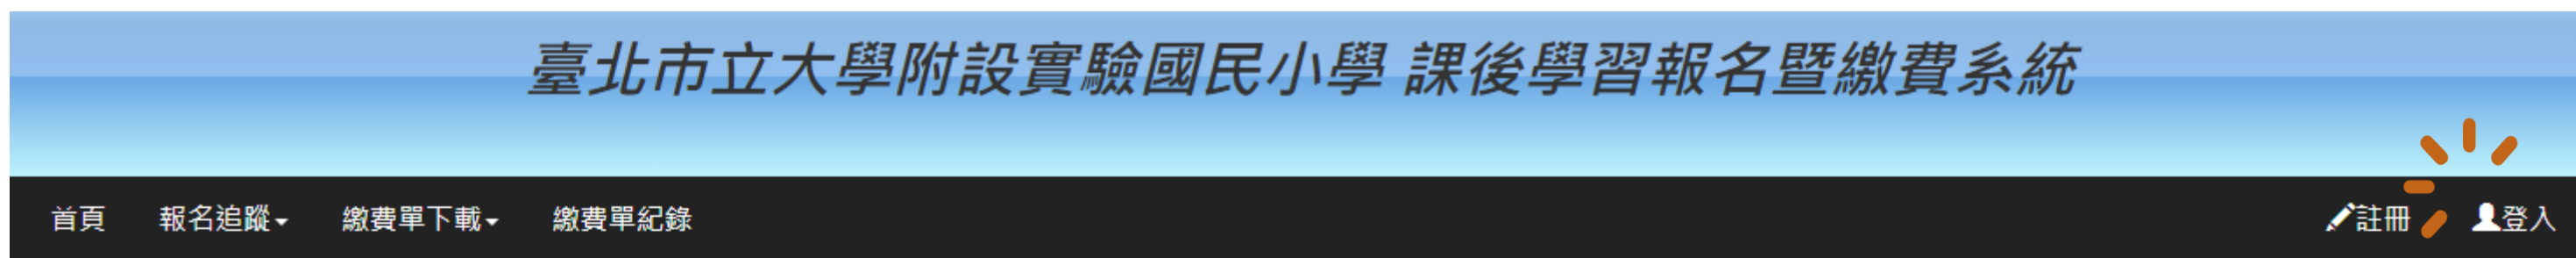 臺北市立大學附設實驗國民小學 課後學習報名暨繳費系統
首頁 報名追蹤 繳費單下載 繳費單紀錄 註冊 登入